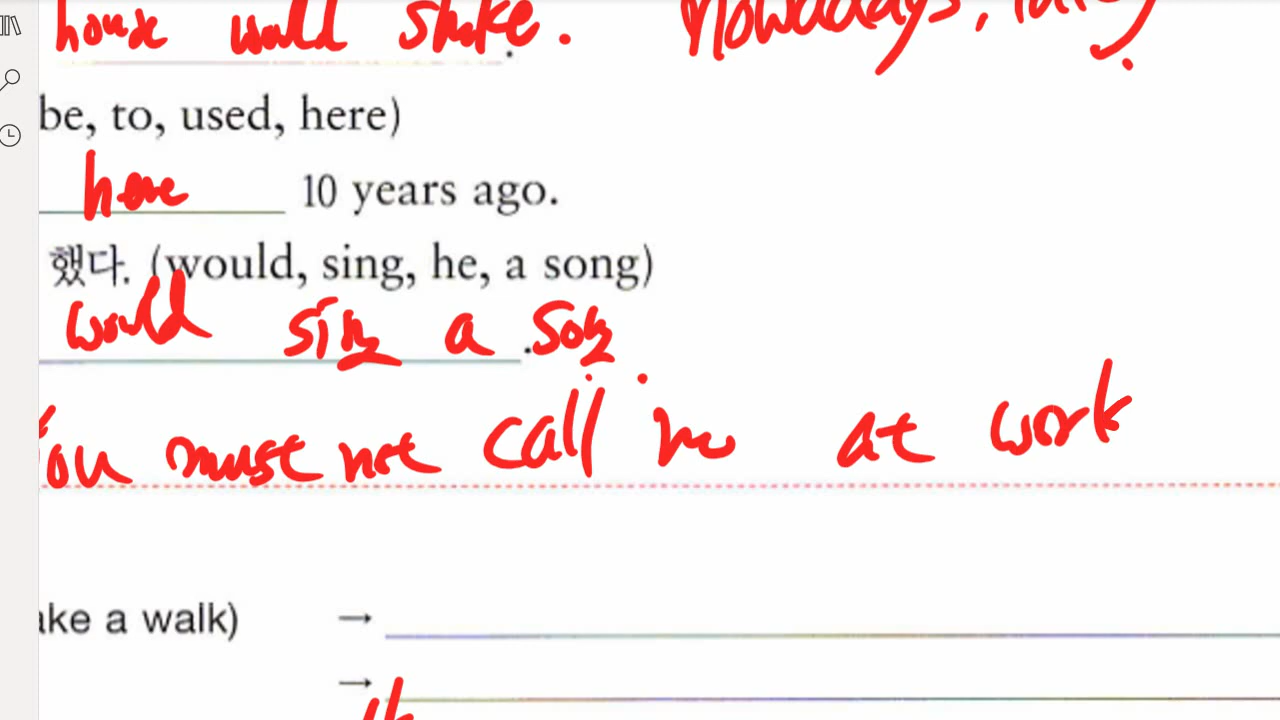 house would shake. Nowadays,
be, to, used, here)
here 10 years ago.
했다. (would, sing, he, a song)
would sing a song.
You must not call me at work
ake a walk) →
→